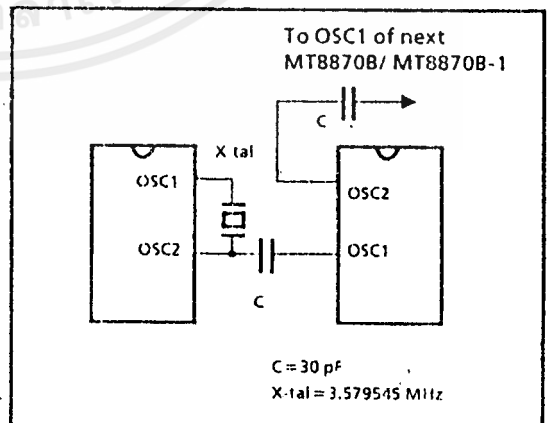 To OSC1 of next
MT8870B/ MT8870B-1
C
X-tal
OSC1
OSC2
OSC2
OSC1
C
C = 30 pF
X-tal = 3.579545 MHz